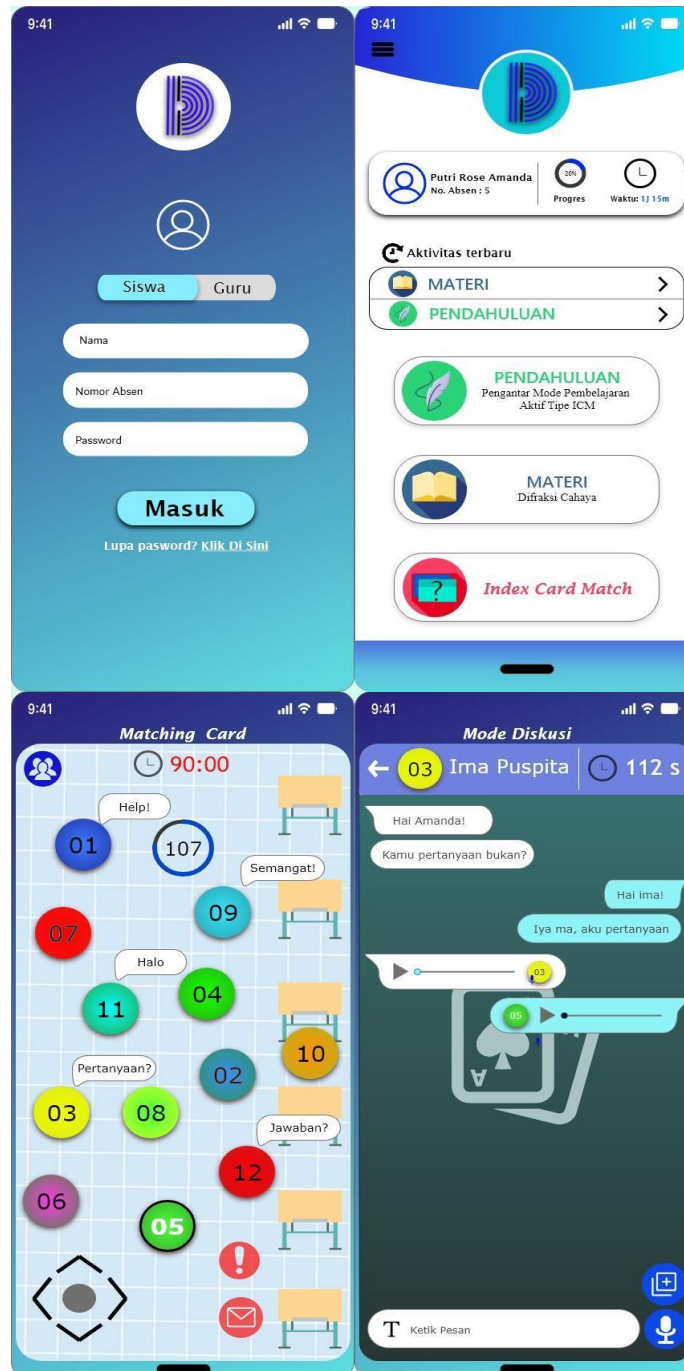 9:41
Siswa Guru
Nama
Nomor Absen
Password
Masuk
Lupa pasword? Klik Di Sini
9:41
Putri Rose Amanda
No. Absen : 5
20%
Progres
Waktu: 1J 15m
Aktivitas terbaru
MATERI
PENDAHULUAN
PENDAHULUAN
Pengantar Mode Pembelajaran
Aktif Tipe ICM
MATERI
Difraksi Cahaya
?
Index Card Match
9:41
Matching Card
90:00
Help!
01
107
Semangat!
09
07
Halo
04
11
10
02
Pertanyaan?
03
08
Jawaban?
12
06
05
!
9:41
Mode Diskusi
03 Ima Puspita 112 s
Hai Amanda!
Kamu pertanyaan bukan?
Hai ima!
Iya ma, aku pertanyaan
03
05
A
T Ketik Pesan